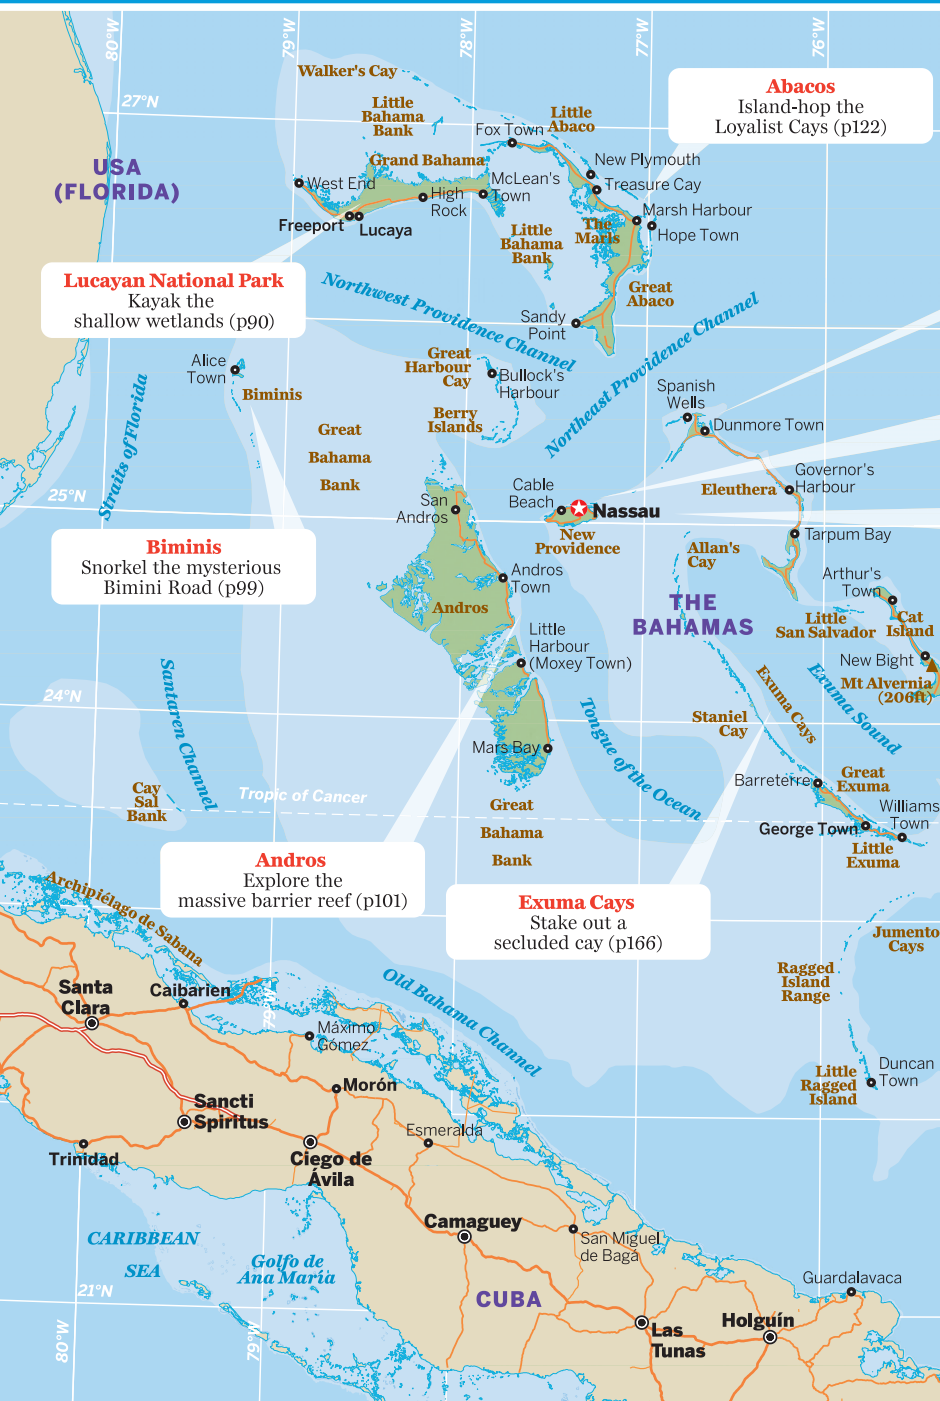 80°W
79°W
78°W
77°W
76°W
Walker's Cay
27°N
Little
Bahama
Bank
Fox Town
Little
Abaco
Abacos
Island-hop the
Loyalist Cays (p122)
USA
(FLORIDA)
Grand Bahama
New Plymouth
West End
High
Rock
McLean's
Town
Treasure Cay
Freeport
Lucaya
Marsh Harbour
The
Marls
Hope Town
Little
Bahama
Bank
Lucayan National Park
Kayak the
shallow wetlands (p90)
Northwest Providence Channel
Great
Abaco
Sandy
Point
Northeast Providence Channel
Alice
Town
Biminis
Straits of Florida
Great
Harbour
Cay
Bullock's
Harbour
Berry
Islands
Spanish
Wells
Dunmore Town
Great
Bahama
Bank
25°N
San
Andros
Cable
Beach
Nassau
New
Providence
Eleuthera
Governor's
Harbour
Tarpum Bay
Biminis
Snorkel the mysterious
Bimini Road (p99)
Allan's
Cay
Andros
Town
Andros
Arthur's
Town
THE
BAHAMAS
Little
San Salvador
Cat
Island
Little
Harbour
(Moxey Town)
New Bight
Mt Alvernia
(206ft)
24°N
Santaren Channel
Exuma Cays
Exuma Sound
Staniel
Cay
Tongue of the Ocean
Mars Bay
Cay
Sal
Bank
Tropic of Cancer
Great
Bahama
Bank
Barreterre
Great
Exuma
Williams
Town
George Town
Little
Exuma
Andros
Explore the
massive barrier reef (p101)
Exuma Cays
Stake out a
secluded cay (p166)
Archipiélago de Sabana
Jumento
Cays
Ragged
Island
Range
Old Bahama Channel
Santa
Clara
Caibarien
79°W
Máximo
Gómez
Duncan
Town
Little
Ragged
Island
Morón
Sancti
Spiritus
Esmeralda
Trinidad
Ciego de
Ávila
Camaguey
San Miguel
de Bagá
CARIBBEAN
SEA
Golfo de
Ana María
21°N
CUBA
Guardalavaca
Las
Tunas
Holguín
80°W
79°W